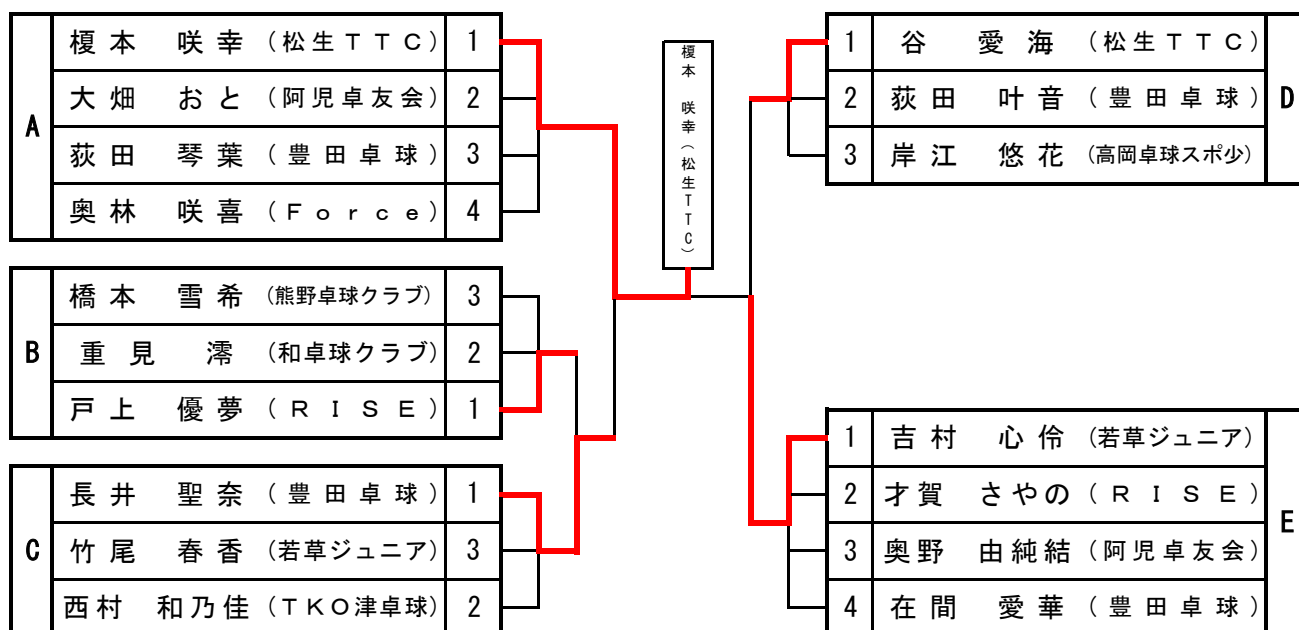 A
榎本 咲幸 (松生TTC) 1
大畑 おと (阿児卓友会) 2
荻田 琴葉 (豊田卓球) 3
奥林 咲喜 (Force) 4
B
橋本 雪希 (熊野卓球クラブ) 3
重見 澪 (和卓球クラブ) 2
戸上 優夢 (RISE) 1
C
長井 聖奈 (豊田卓球) 1
竹尾 春香 (若草ジュニア) 3
西村 和乃佳 (TKO津卓球) 2
榎本 咲幸(松生TTC)
1 谷 愛海 (松生TTC)
2 荻田 叶音 (豊田卓球)
3 岸江 悠花 (高岡卓球スポ少)
D
1 吉村 心伶 (若草ジュニア)
2 才賀 さやの (RISE)
3 奥野 由純結 (阿児卓友会)
4 在間 愛華 (豊田卓球)
E